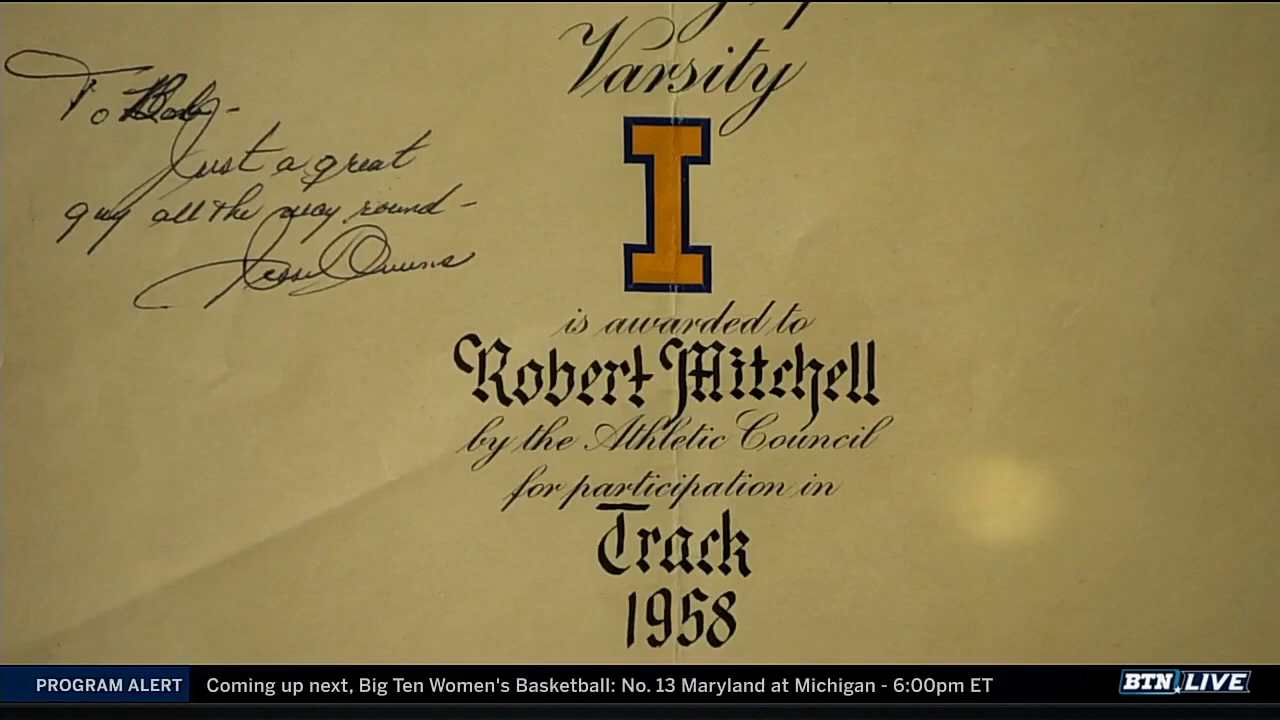 Varsity
I
is awarded to
Robert Mitchell
by the Athletic Council
for participation in
Track
1958
To Bob-
Just a great
guy all the way round-
Jesse Owens
PROGRAM ALERT Coming up next, Big Ten Women's Basketball: No. 13 Maryland at Michigan - 6:00pm ET BTN LIVE